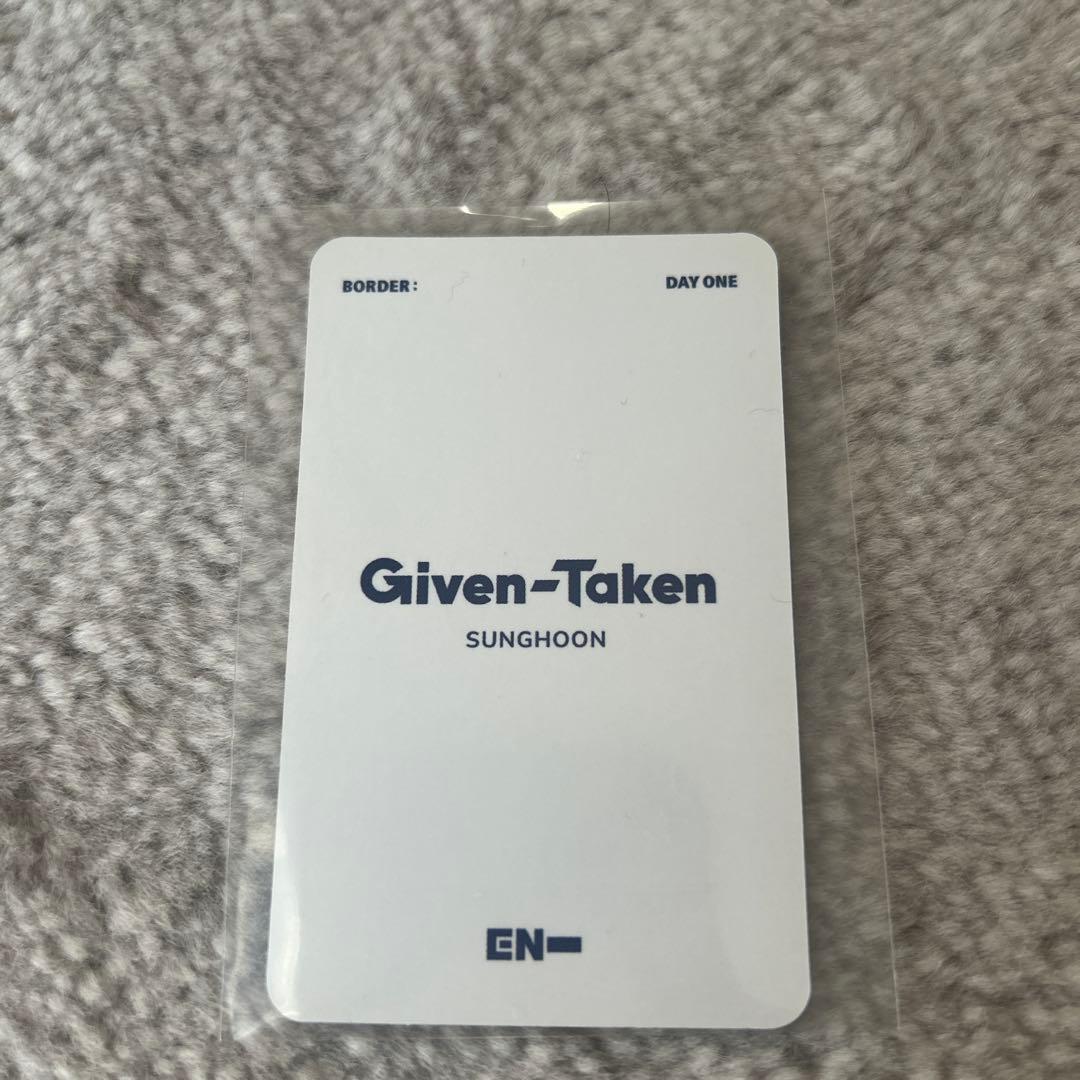 BORDER : DAY ONE
Given-Taken
SUNGHOON
EN-